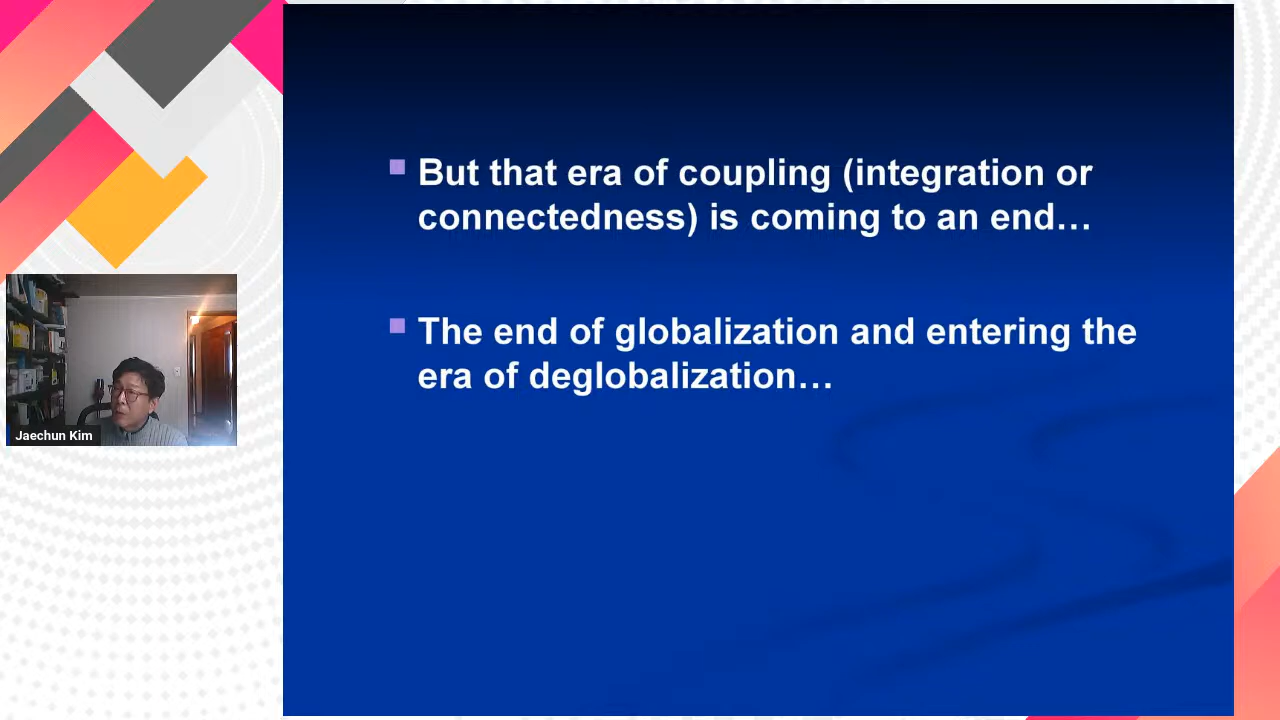 But that era of coupling (integration or
connectedness) is coming to an end…
The end of globalization and entering the
era of deglobalization…
Jaechun Kim